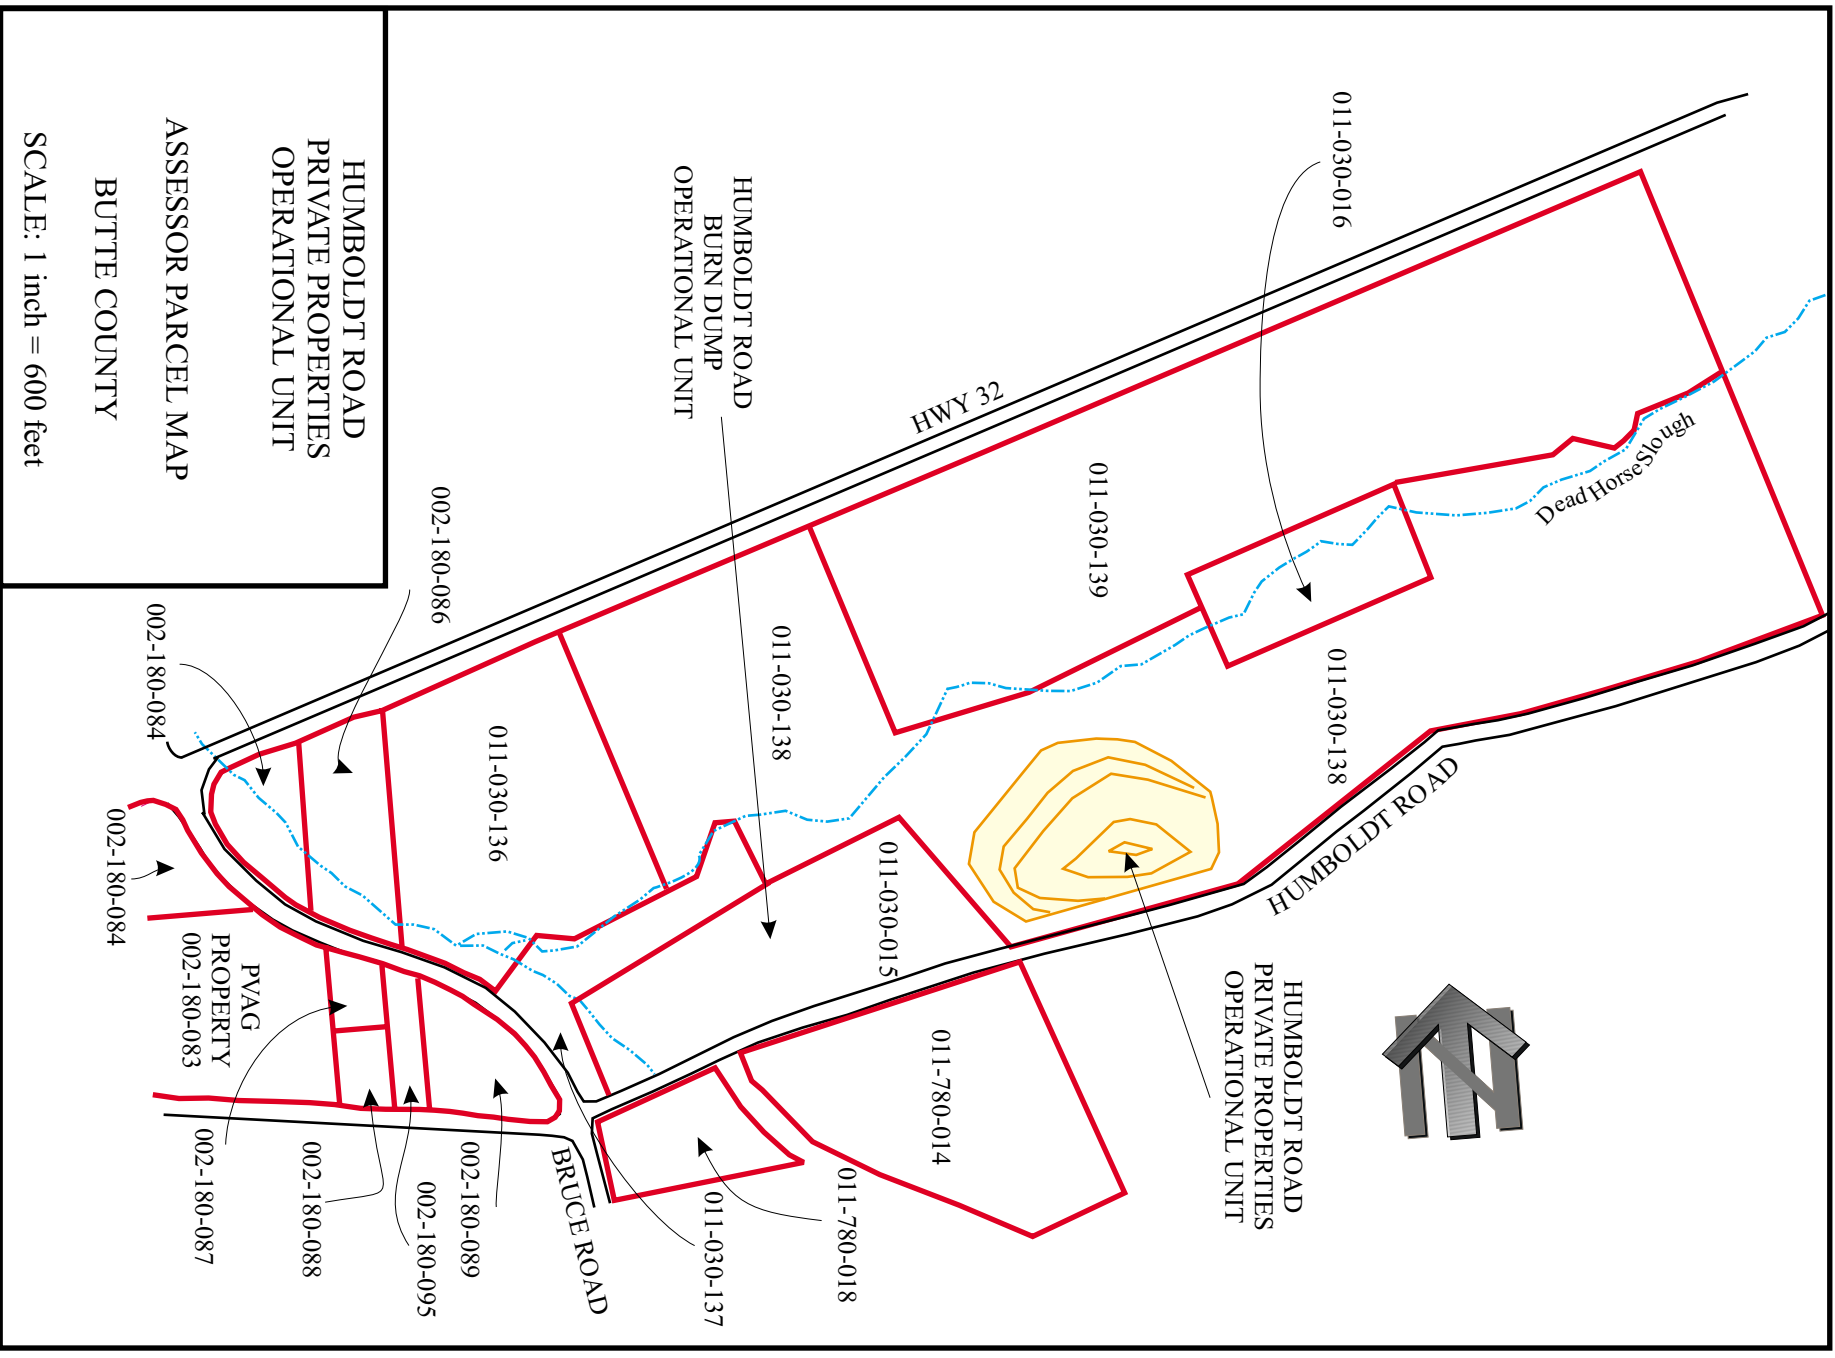 HUMBOLDT ROAD
PRIVATE PROPERTIES
OPERATIONAL UNIT
ASSESSOR PARCEL MAP
BUTTE COUNTY
SCALE: 1 inch = 600 feet
011-030-016
HUMBOLDT ROAD
BURN DUMP
OPERATIONAL UNIT
HWY 32
Dead Horse Slough
011-030-139
002-180-086
002-180-084
011-030-138
011-030-138
011-030-136
HUMBOLDT ROAD
002-180-084
011-030-015
PVAG
PROPERTY
002-180-083
HUMBOLDT ROAD
PRIVATE PROPERTIES
OPERATIONAL UNIT
N
011-780-014
002-180-087
002-180-088
002-180-095
002-180-089
BRUCE ROAD
011-030-137
011-780-018